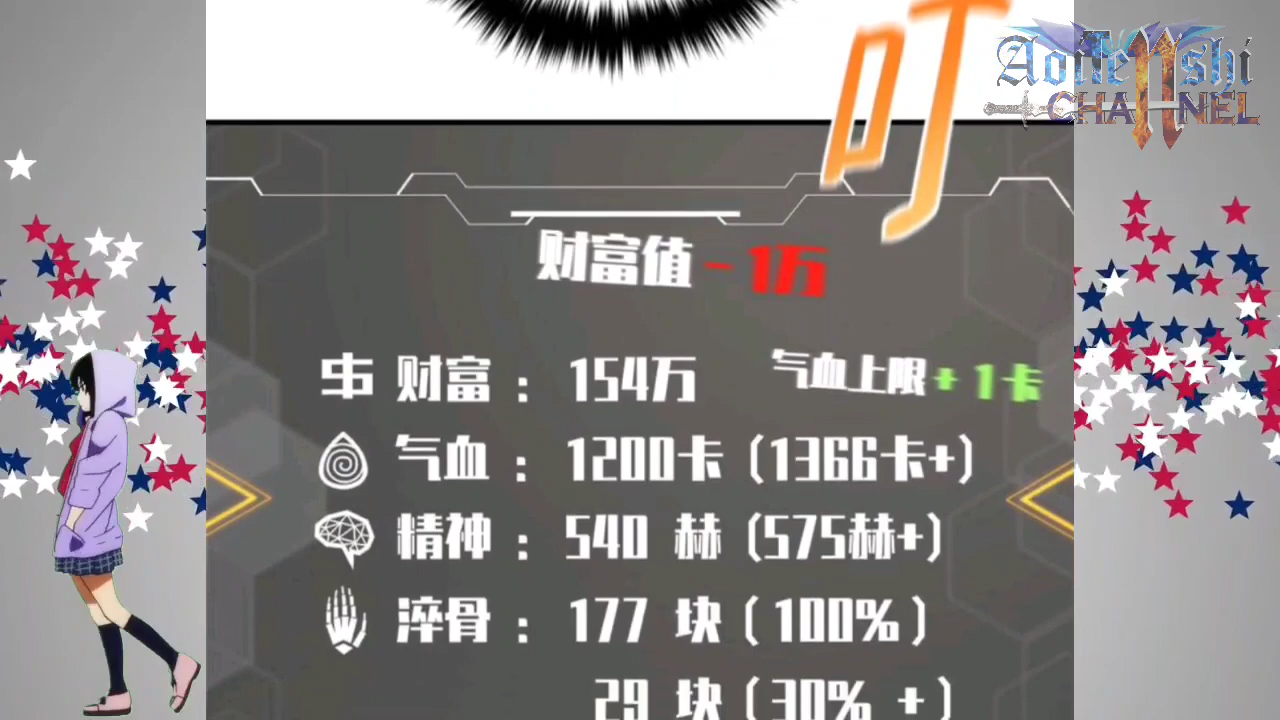 叮
Aoitenshi
CHANNEL
财富值 - 1万
财富 : 154万
气血上限 + 1卡
气血 : 1200卡 (1366卡+)
精神 : 540 赫 (575赫+)
淬骨 : 177 块 ( 100% )
29 块 (30% + )